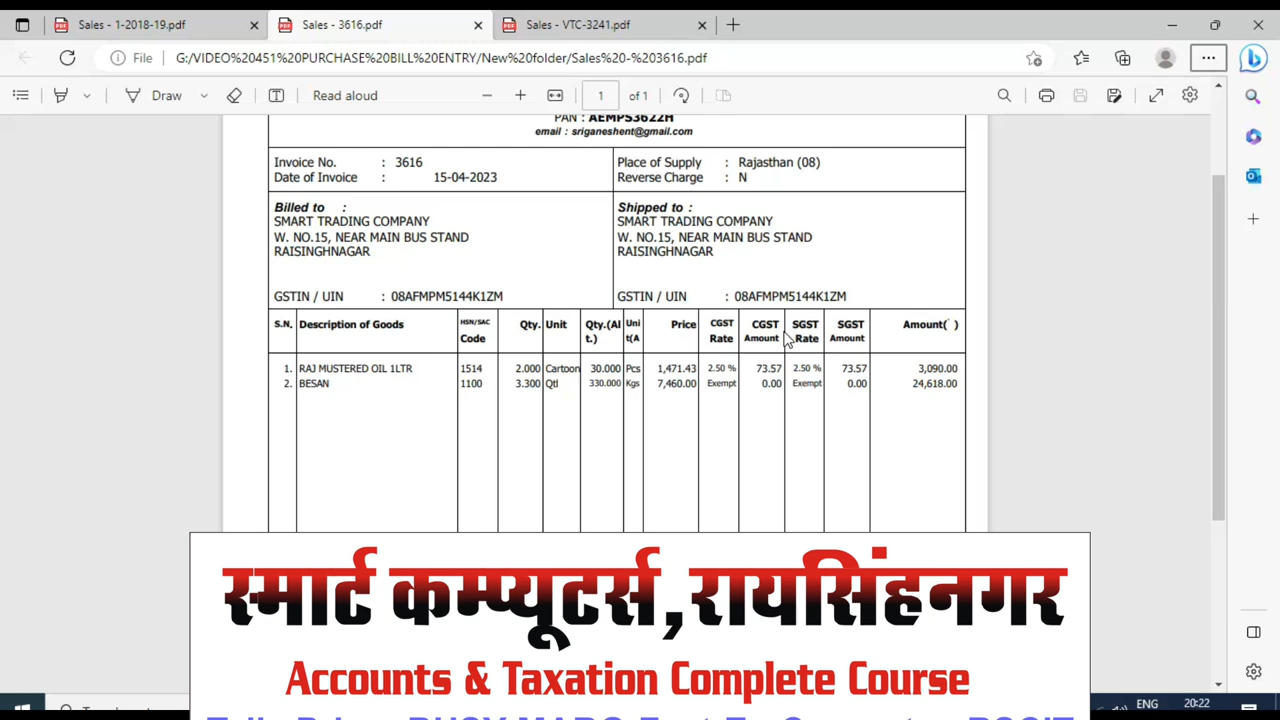 Sales - 1-2018-19.pdf
Sales - 3616.pdf
Sales - VTC-3241.pdf
File
G:/VIDEO%20451%20PURCHASE%20BILL%20ENTRY/New%20folder/Sales%20-%203616.pdf
Draw
Read aloud
1 of 1
PAN : AEMPS3622H
email : sriganeshent@gmail.com
Invoice No. : 3616
Date of Invoice : 15-04-2023
Place of Supply : Rajasthan (08)
Reverse Charge : N
Billed to :
SMART TRADING COMPANY
W. NO.15, NEAR MAIN BUS STAND
RAISINGHNAGAR
GSTIN / UIN : 08AFMPM5144K1ZM
Shipped to :
SMART TRADING COMPANY
W. NO.15, NEAR MAIN BUS STAND
RAISINGHNAGAR
GSTIN / UIN : 08AFMPM5144K1ZM
S.N. Description of Goods HSN/SAC Code Qty. Unit Qty.(Alt.) Unit(A Price CGST Rate CGST Amount SGST Rate SGST Amount Amount( )
1. RAJ MUSTERED OIL 1LTR 1514 2.000 Cartoon 30.000 Pcs 1,471.43 2.50 % 73.57 2.50 % 73.57 3,090.00
2. BESAN 1100 3.300 Qtl 330.000 Kgs 7,460.00 Exempt 0.00 Exempt 0.00 24,618.00
स्मार्ट कम्प्यूटर्स,रायसिंहनगर
Accounts & Taxation Complete Course
ENG
20:22